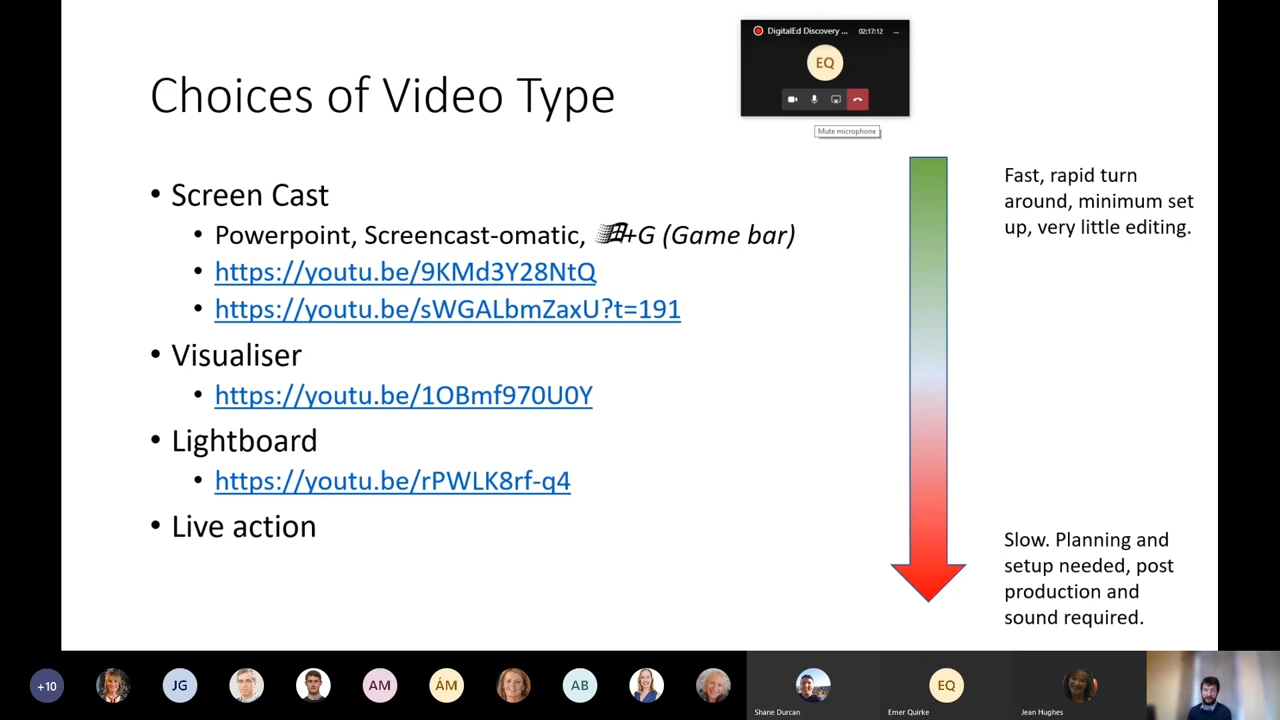 DigitalEd Discovery ... 02:17:12
EQ
Mute microphone
Choices of Video Type
• Screen Cast
• Powerpoint, Screencast-omatic, +G (Game bar)
• https://youtu.be/9KMd3Y28NtQ
• https://youtu.be/sWGALbmZaxU?t=191
• Visualiser
• https://youtu.be/1OBmf970U0Y
• Lightboard
• https://youtu.be/rPWLK8rf-q4
• Live action
Fast, rapid turn
around, minimum set
up, very little editing.
Slow. Planning and
setup needed, post
production and
sound required.
+10
JG
AM
ÁM
AB
EQ
Shane Durcan
Emer Quirke
Jean Hughes